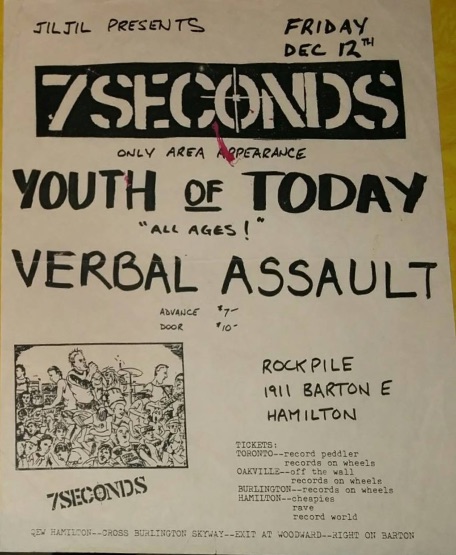 JILJIL PRESENTS
FRIDAY
DEC 12TH
7SECONDS
ONLY AREA APPEARANCE
YOUTH OF TODAY
"ALL AGES!"
VERBAL ASSAULT
ADVANCE $7-
DOOR $10-
ROCKPILE
1911 BARTON E
HAMILTON
7SECONDS
TICKETS:
TORONTO--record peddler
records on wheels
OAKVILLE--off the wall
records on wheels
BURLINGTON--records on wheels
HAMILTON--cheapies
rave
record world
QEW HAMILTON--CROSS BURLINGTON SKYWAY--EXIT AT WOODWARD--RIGHT ON BARTON